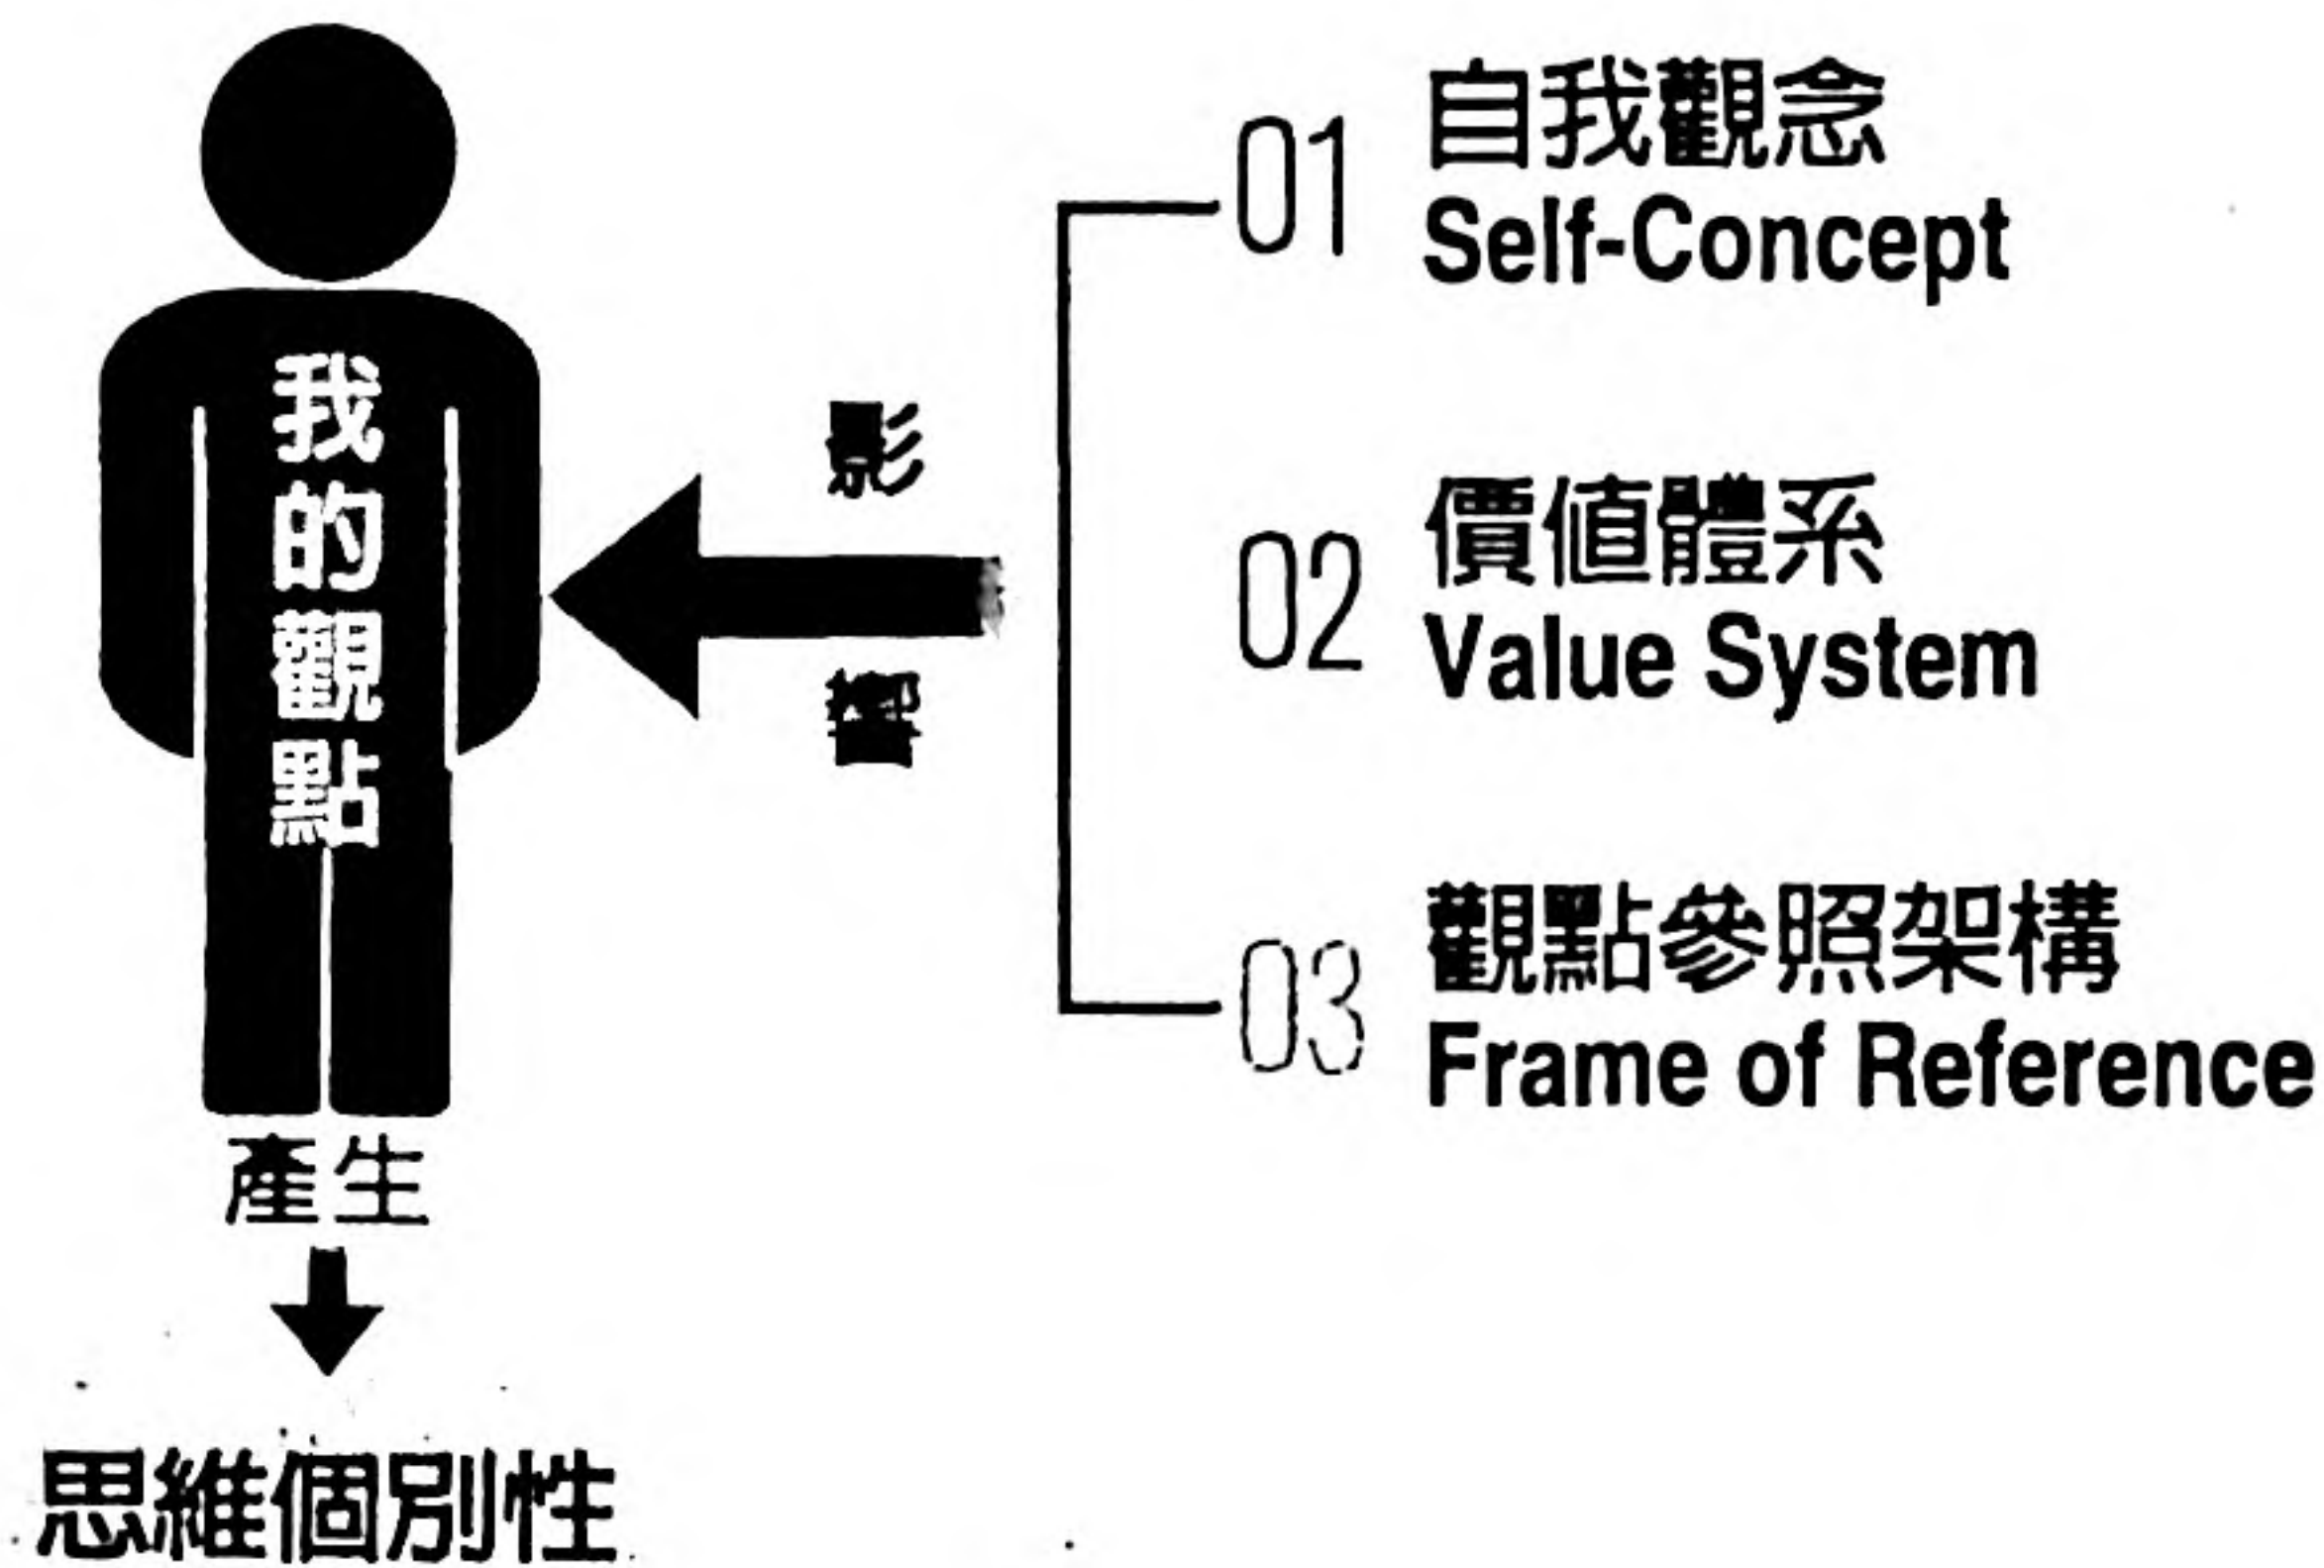 我的觀點
影響
01 自我觀念
Self-Concept
02 價值體系
Value System
03 觀點參照架構
Frame of Reference
產生
思維個別性